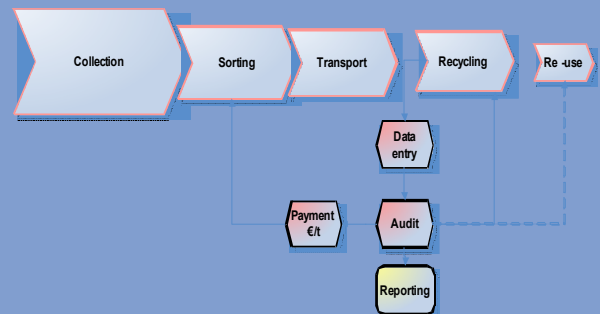 Collection
Sorting
Transport
Recycling
Re -use
Data
entry
Payment
€/t
Audit
Reporting